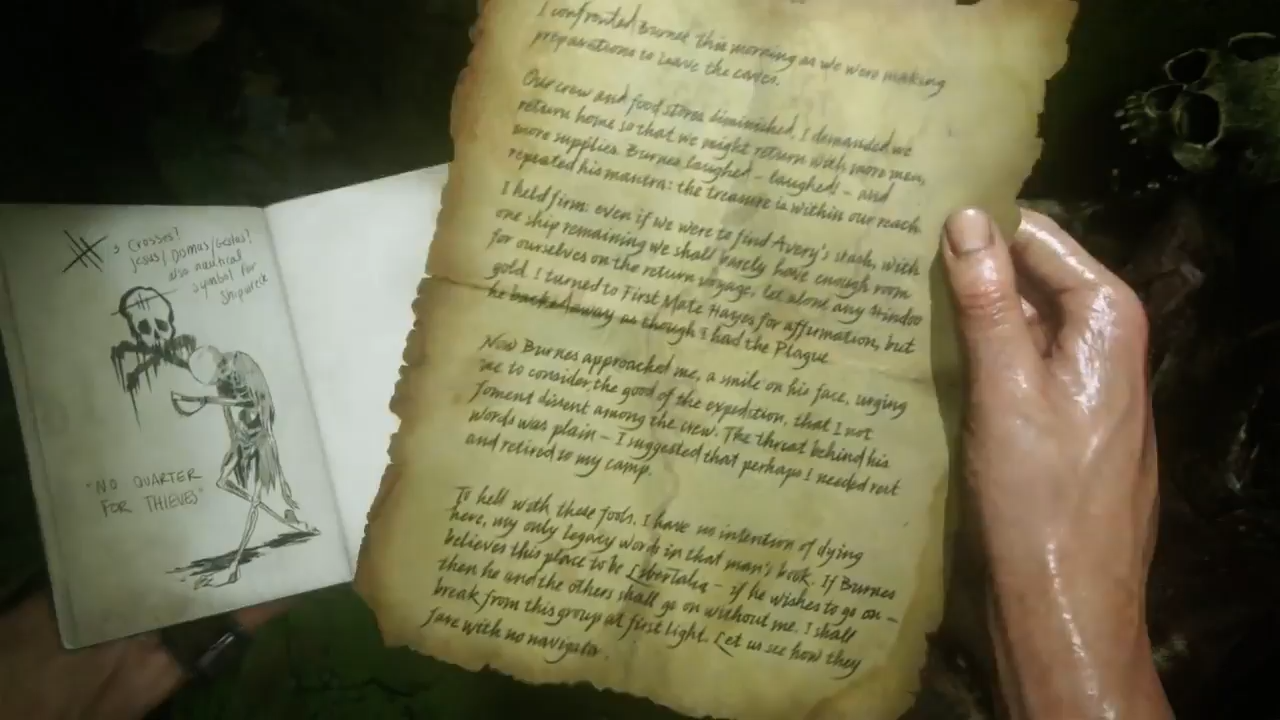 3 Crosses?
Jesus/Dismas/Gestas?
also nautical
symbol for
Shipwreck
"NO QUARTER
FOR THIEVES"
I confronted Burnes this morning as we were making
preparations to leave the caves.
Our crew and food stores diminished, I demanded we
return home so that we might return with more men,
more supplies. Burnes laughed - laughed! - and
repeated his mantra: the treasure is within our reach.
I held firm: even if we were to find Avery's stash, with
one ship remaining we shall barely have enough room
for ourselves on the return voyage, let alone any Hindoo
gold. I turned to First Mate Hayes for affirmation, but
he backed away as though I had the Plague.
Now Burnes approached me, a smile on his face, urging
me to consider the good of the expedition, that I not
foment dissent among the crew. The threat behind his
words was plain - I suggested that perhaps I needed rest
and retired to my camp.
To hell with these fools. I have no intention of dying
here, my only legacy words in that man's book. If Burnes
believes this place to be Libertalia - if he wishes to go on -
then he and the others shall go on without me. I shall
break from this group at first light. Let us see how they
fare with no navigator.